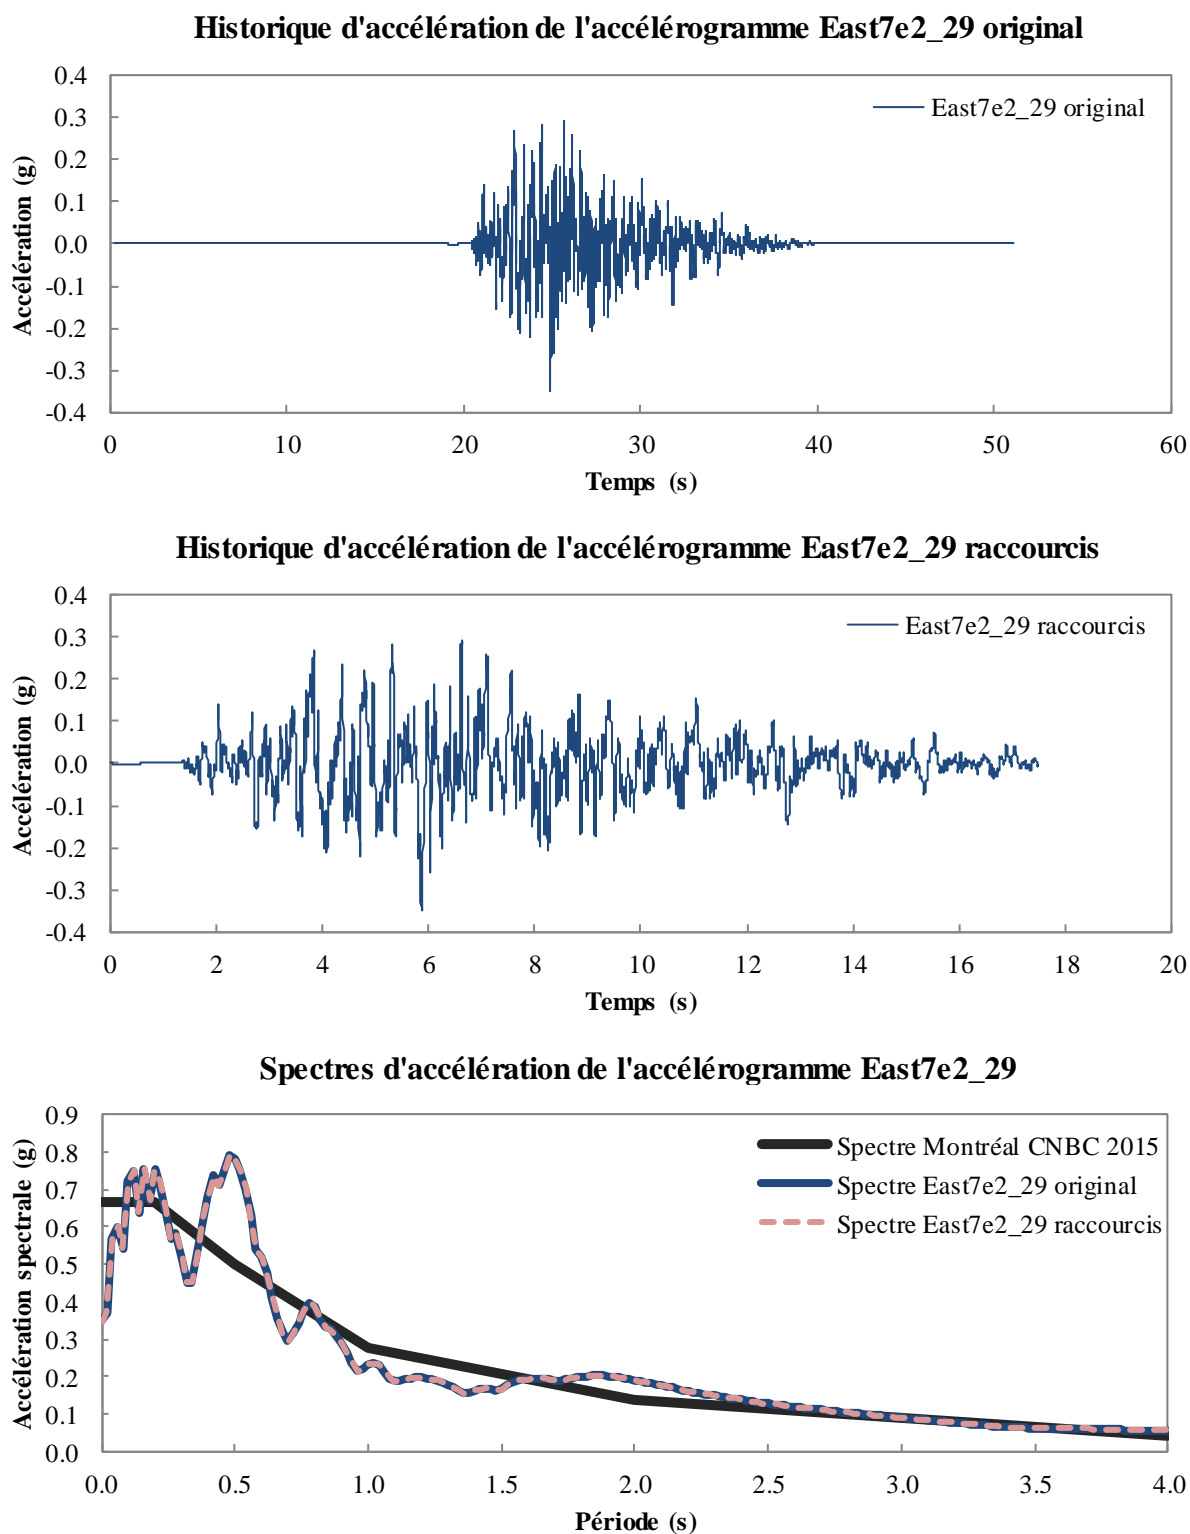 Historique d'accélération de l'accélérogramme East7e2_29 original
0.4
0.3
0.2
0.1
0.0
-0.1
-0.2
-0.3
-0.4
Accélération (g)
East7e2_29 original
0 10 20 30 40 50 60
Temps (s)
Historique d'accélération de l'accélérogramme East7e2_29 raccourcis
0.4
0.3
0.2
0.1
0.0
-0.1
-0.2
-0.3
-0.4
Accélération (g)
East7e2_29 raccourcis
0 2 4 6 8 10 12 14 16 18 20
Temps (s)
Spectres d'accélération de l'accélérogramme East7e2_29
0.9
0.8
0.7
0.6
0.5
0.4
0.3
0.2
0.1
0.0
Accélération spectrale (g)
Spectre Montréal CNBC 2015
Spectre East7e2_29 original
Spectre East7e2_29 raccourcis
0.0 0.5 1.0 1.5 2.0 2.5 3.0 3.5 4.0
Période (s)